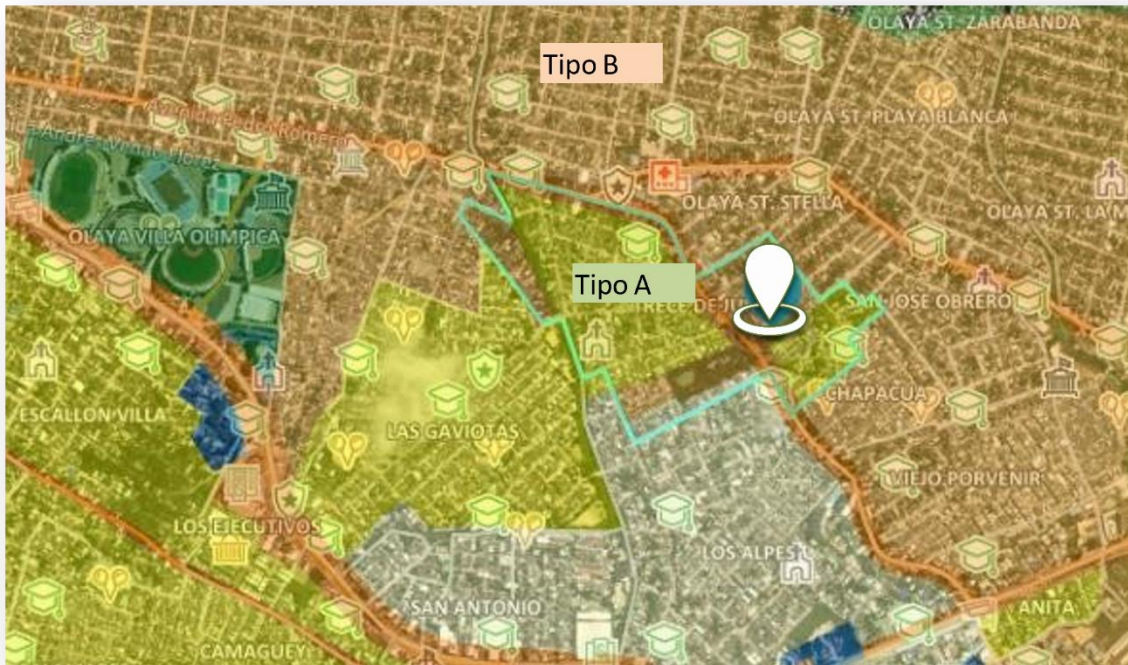 OLAYA ST. ZARABANDA
Tipo B
OLAYA ST. PLAYA BLANCA
OLAYA ST. STELLA
OLAYA ST. LA M
OLAYA VILLA OLIMPICA
Tipo A
SAN JOSE OBRERO
CHAPACUA
ESCALLON VILLA
LAS GAVIOTAS
VIEJO PORVENIR
LOS EJECUTIVOS
LOS ALPES
SAN ANTONIO
ANITA
CAMAGUEY